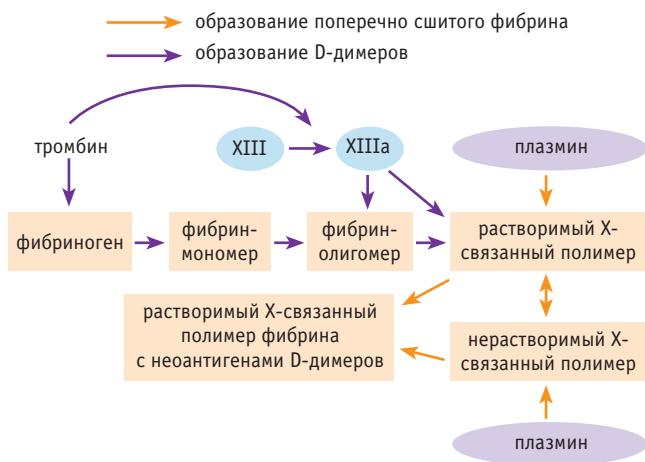 образование поперечно сшитого фибрина
образование D-димеров
тромбин
XIII
XIIIa
плазмин
фибриноген
фибрин-
мономер
фибрин-
олигомер
растворимый X-
связанный полимер
растворимый X-связанный
полимер фибрина
с неоантигенами D-димеров
нерастворимый X-
связанный полимер
плазмин